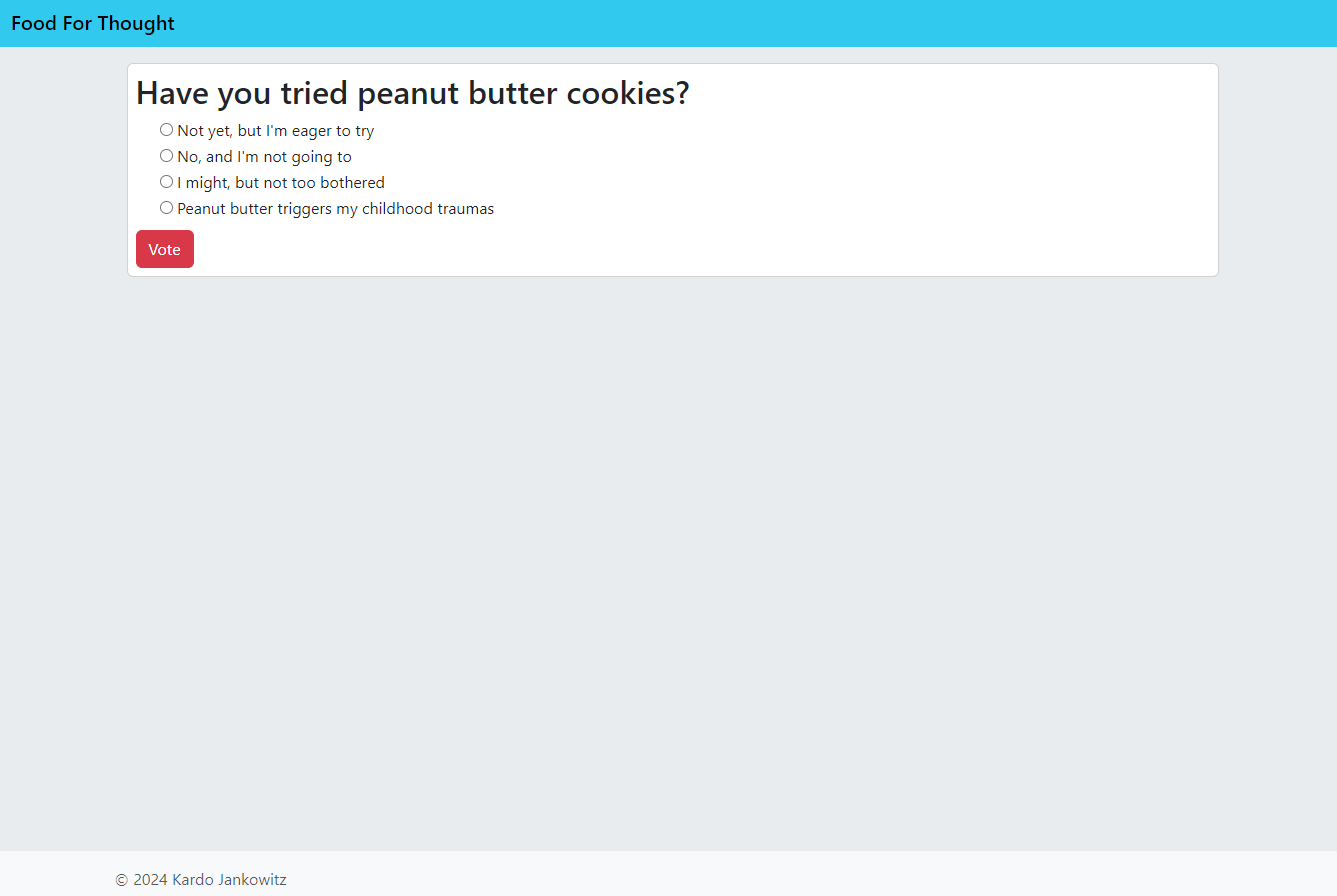 Food For Thought
Have you tried peanut butter cookies?
Not yet, but I'm eager to try
No, and I'm not going to
I might, but not too bothered
Peanut butter triggers my childhood traumas
Vote
© 2024 Kardo Jankowitz